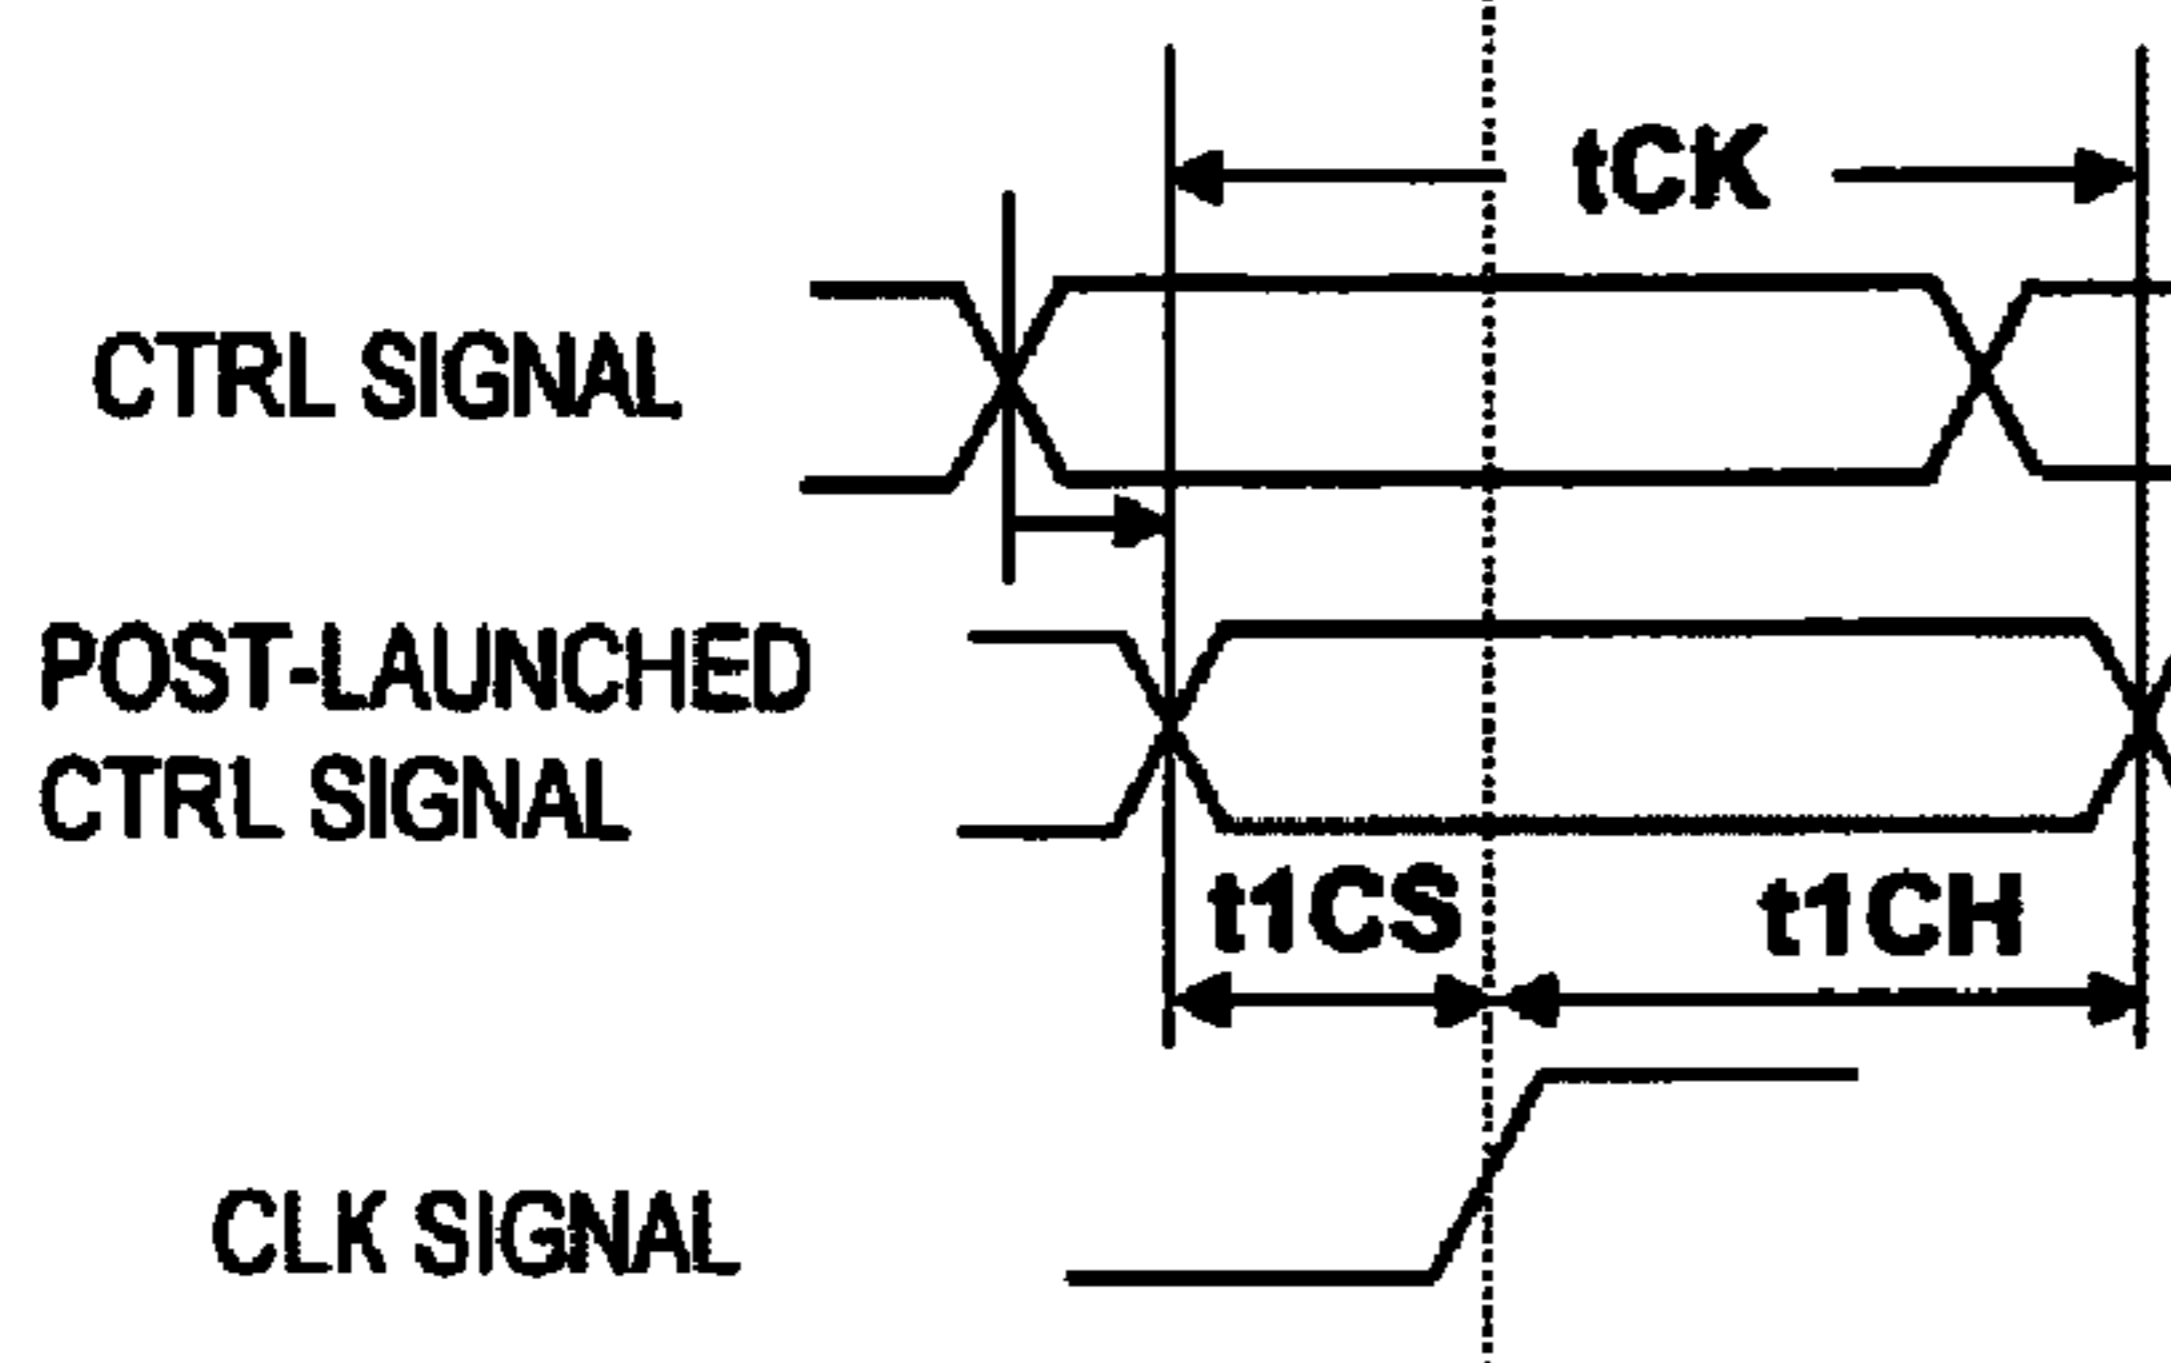 tCK
CTRL SIGNAL
POST-LAUNCHED
CTRL SIGNAL
t1CS
t1CH
CLK SIGNAL